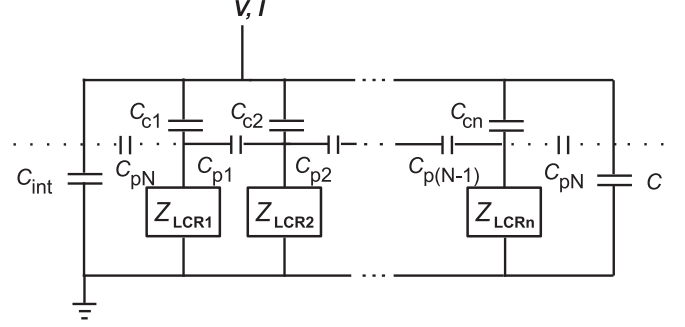 V, I
C_c1 C_c2 C_cn
C_int C_pN C_p1 C_p2 C_p(N-1) C_pN C
Z_LCR1 Z_LCR2 Z_LCRn